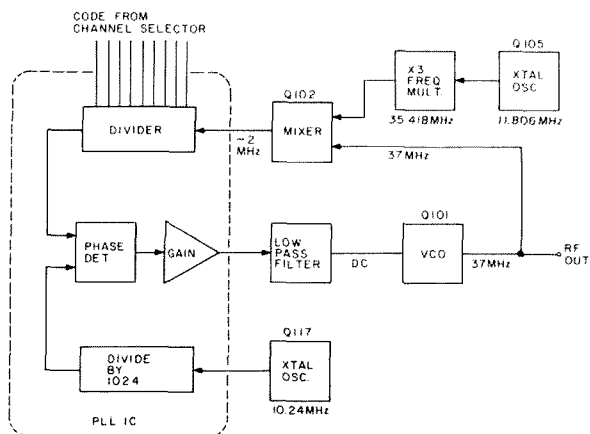 CODE FROM
CHANNEL SELECTOR
DIVIDER
~2
MHz
Q102
MIXER
X3
FREQ
MULT.
35.418MHz
Q105
XTAL
OSC
11.806MHz
37MHz
PHASE
DET
GAIN
LOW
PASS
FILTER
DC
Q101
VCO
37MHz
RF
OUT
DIVIDE
BY
1024
Q117
XTAL
OSC.
10.24MHz
PLL IC